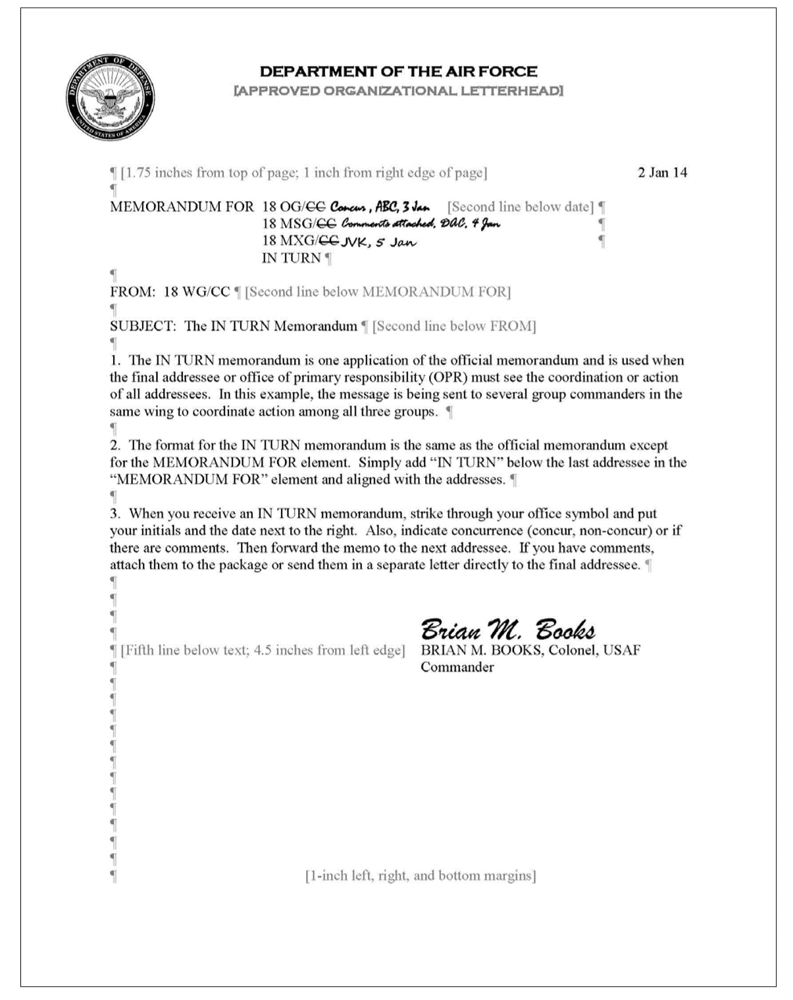 DEPARTMENT OF DEFENSE
UNITED STATES OF AMERICA
DEPARTMENT OF THE AIR FORCE
[APPROVED ORGANIZATIONAL LETTERHEAD]
¶ [1.75 inches from top of page; 1 inch from right edge of page] 2 Jan 14
¶
MEMORANDUM FOR 18 OG/CC Concur, ABC, 3 Jan [Second line below date] ¶
18 MSG/CC Comments attached, DAC, 4 Jan ¶
18 MXG/CC JVK, 5 Jan ¶
IN TURN ¶
¶
FROM: 18 WG/CC ¶ [Second line below MEMORANDUM FOR]
¶
SUBJECT: The IN TURN Memorandum ¶ [Second line below FROM]
¶
1. The IN TURN memorandum is one application of the official memorandum and is used when
the final addressee or office of primary responsibility (OPR) must see the coordination or action
of all addressees. In this example, the message is being sent to several group commanders in the
same wing to coordinate action among all three groups. ¶
¶
2. The format for the IN TURN memorandum is the same as the official memorandum except
for the MEMORANDUM FOR element. Simply add “IN TURN” below the last addressee in the
“MEMORANDUM FOR” element and aligned with the addresses. ¶
¶
3. When you receive an IN TURN memorandum, strike through your office symbol and put
your initials and the date next to the right. Also, indicate concurrence (concur, non-concur) or if
there are comments. Then forward the memo to the next addressee. If you have comments,
attach them to the package or send them in a separate letter directly to the final addressee. ¶
¶
¶
¶
¶
Brian M. Books
¶ [Fifth line below text; 4.5 inches from left edge] BRIAN M. BOOKS, Colonel, USAF
¶ Commander
¶
¶
¶
¶
¶
¶
¶
¶
¶
¶
¶
¶
¶ [1-inch left, right, and bottom margins]